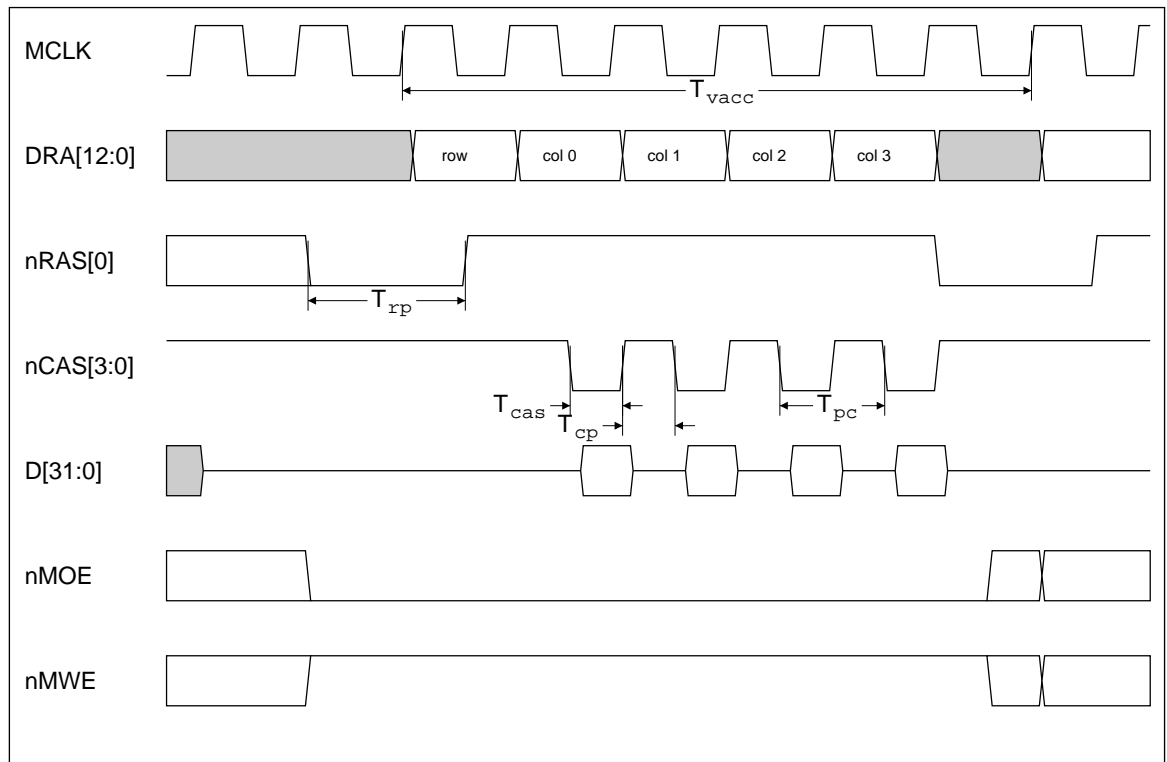 MCLK
Tvacc
DRA[12:0]
row
col 0
col 1
col 2
col 3
nRAS[0]
Trp
nCAS[3:0]
Tcas
Tpc
Tcp
D[31:0]
nMOE
nMWE